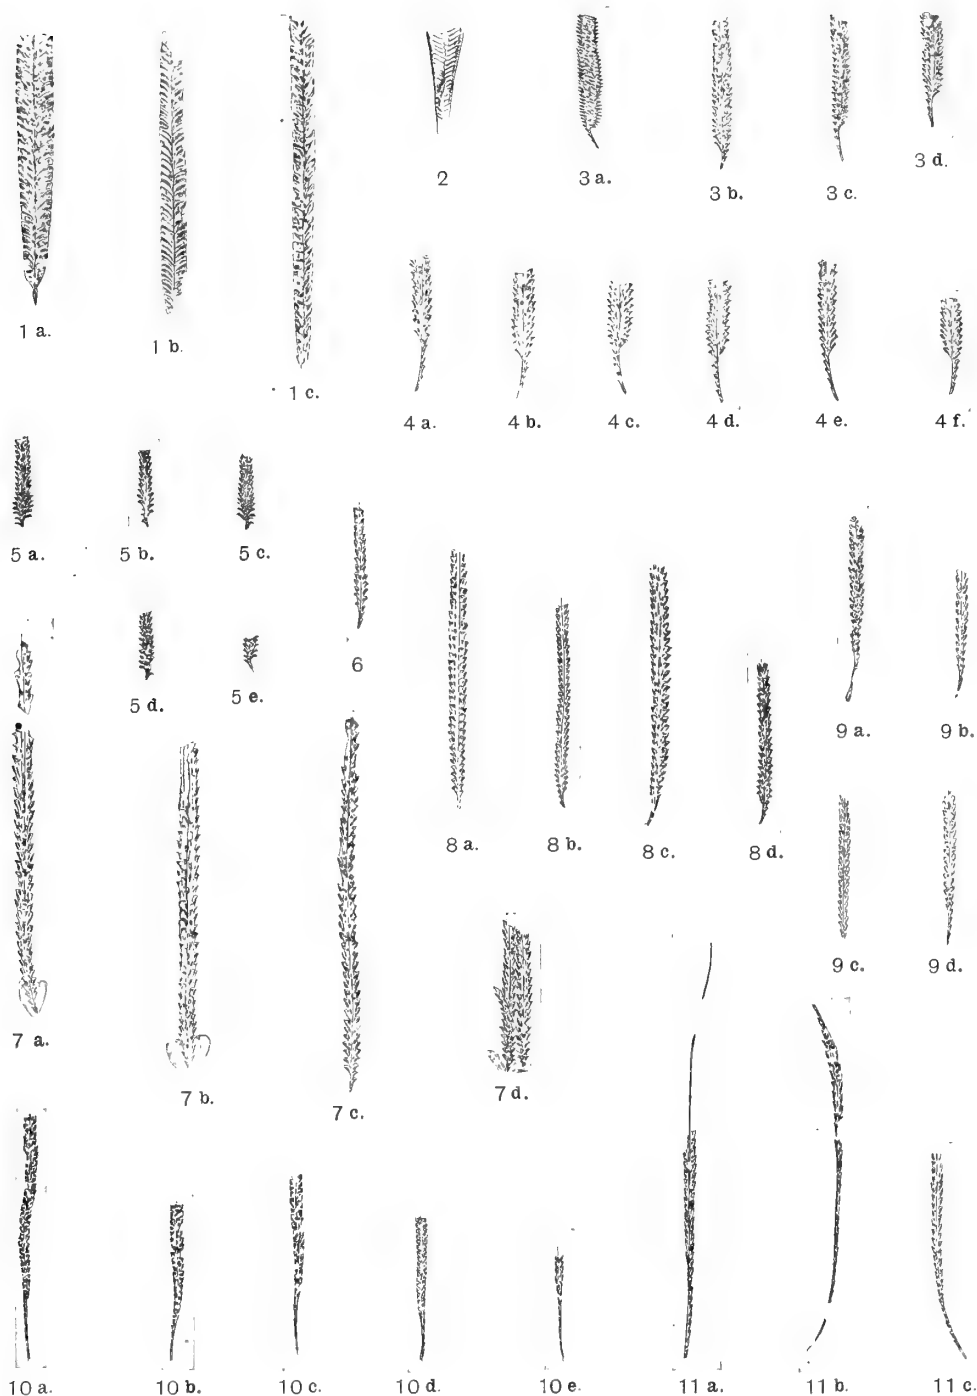 2
3 a.
3 b.
3 c.
3 d.
1 a.
1 b.
1 c.
4 a.
4 b.
4 c.
4 d.
4 e.
4 f.
5 a.
5 b.
5 c.
5 d.
5 e.
6
9 a.
9 b.
8 a.
8 b.
8 c.
8 d.
9 c.
9 d.
7 a.
7 b.
7 c.
7 d.
10 a.
10 b.
10 c.
10 d.
10 e.
11 a.
11 b.
11 c.